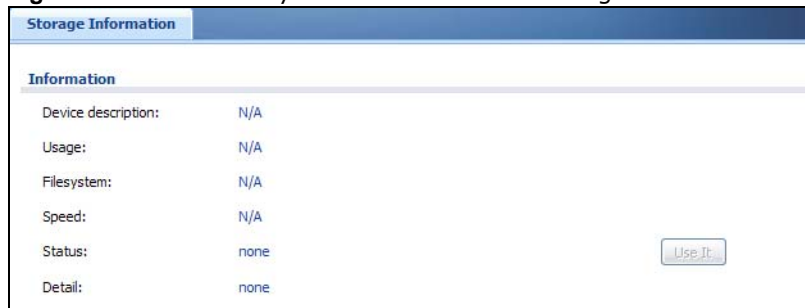 Storage Information
Information
Device description: N/A
Usage: N/A
Filesystem: N/A
Speed: N/A
Status: none Use It
Detail: none